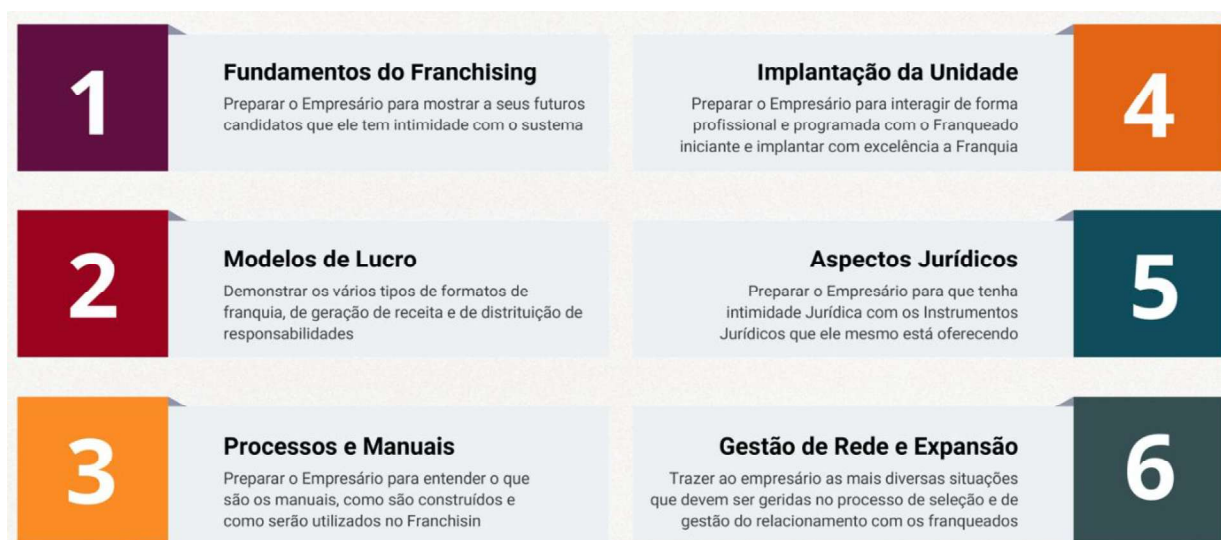 1
Fundamentos do Franchising
Preparar o Empresário para mostrar a seus futuros
candidatos que ele tem intimidade com o sustema
2
Modelos de Lucro
Demonstrar os vários tipos de formatos de
franquia, de geração de receita e de distrituição de
responsabilidades
3
Processos e Manuais
Preparar o Empresário para entender o que
são os manuais, como são construídos e
como serão utilizados no Franchisin
4
Implantação da Unidade
Preparar o Empresário para interagir de forma
profissional e programada com o Franqueado
iniciante e implantar com excelência a Franquia
5
Aspectos Jurídicos
Preparar o Empresário para que tenha
intimidade Jurídica com os Instrumentos
Jurídicos que ele mesmo está oferecendo
6
Gestão de Rede e Expansão
Trazer ao empresário as mais diversas situações
que devem ser geridas no processo de seleção e de
gestão do relacionamento com os franqueados